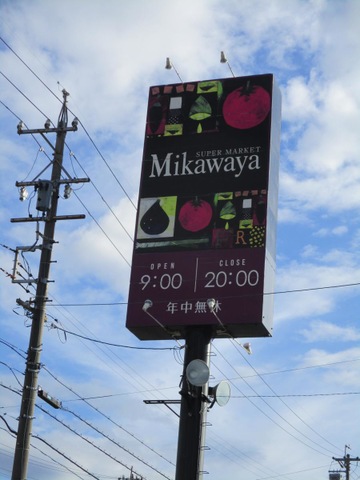 SUPER MARKET
Mikawaya
R
OPEN CLOSE
9:00 20:00
年中無休